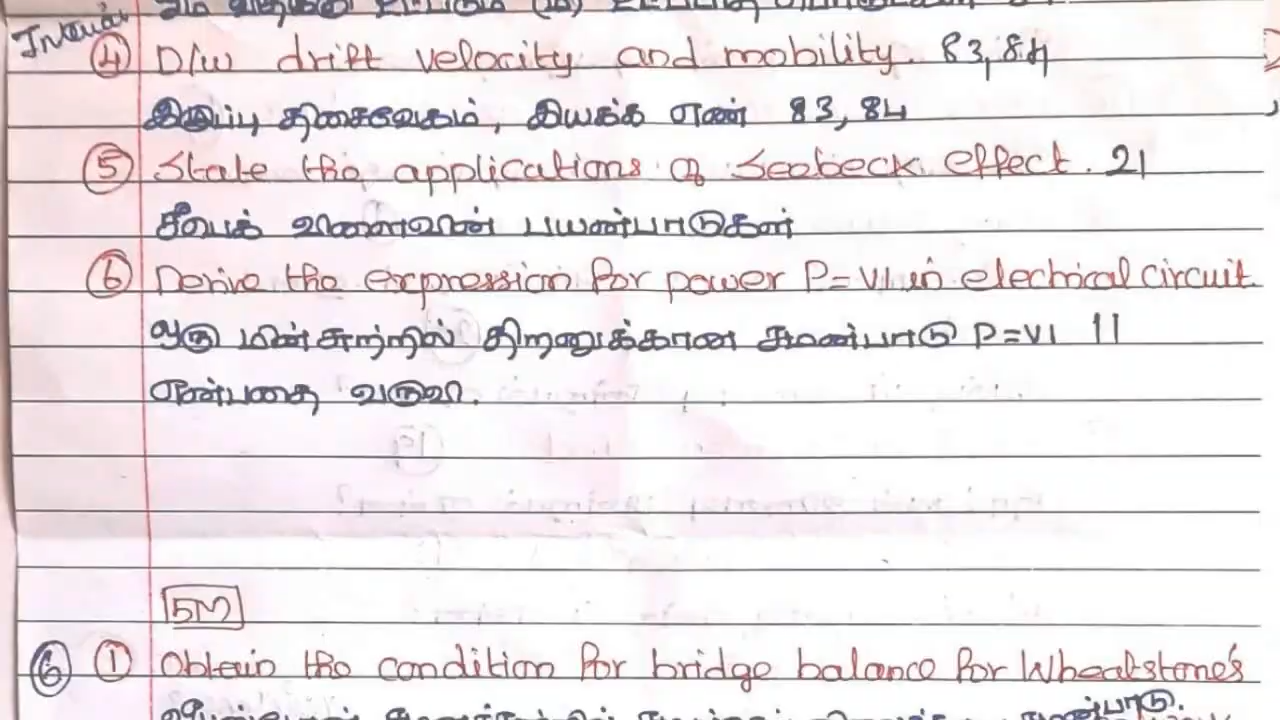 ④ D/w drift velocity and mobility. 83, 84
இழுப்பு திசைவேகம், இயக்க எண் 83, 84
⑤ State the applications of Seebeck effect. 21
சீபெக் விளைவின் பயன்பாடுகள்
⑥ Derive the expression for power P=VI in electrical circuit.
ஒரு மின்சுற்றில் திறனுக்கான சமன்பாடு P=VI 11
என்பதை வருவி.
5M
⑥ ① Obtain the condition for bridge balance for Wheatstone's